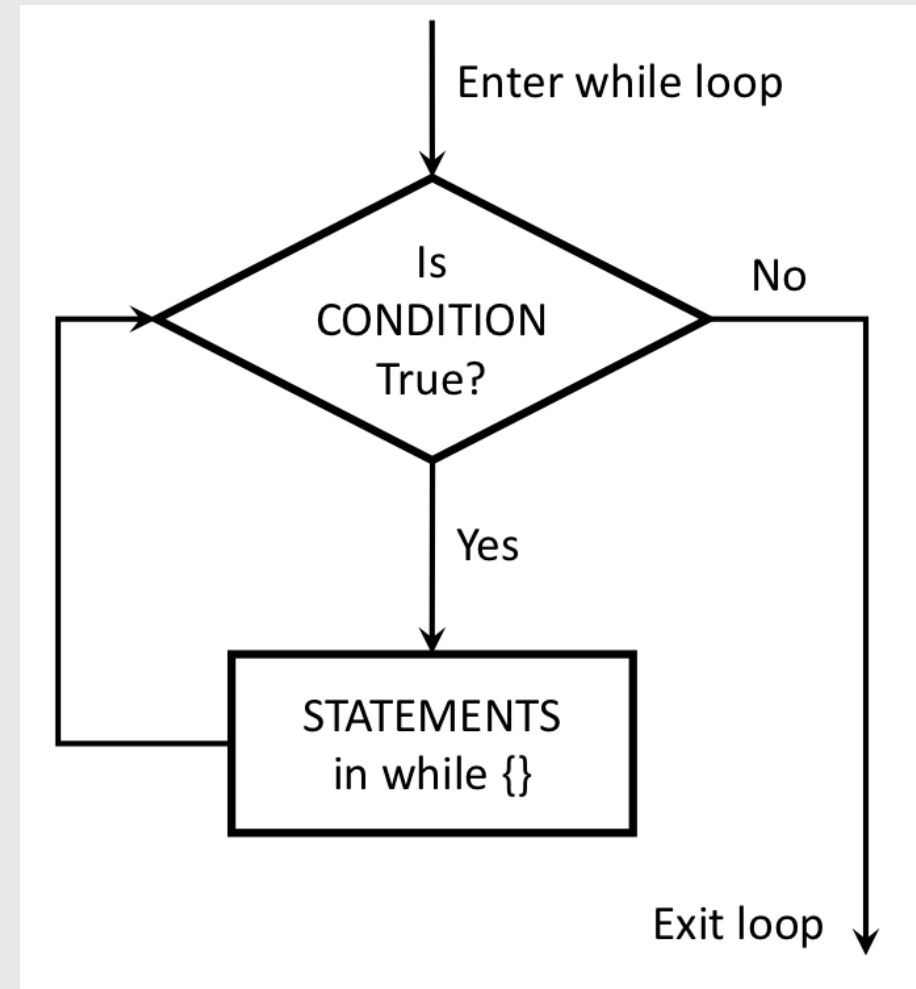 Enter while loop
Is
CONDITION
True?
No
Yes
STATEMENTS
in while {}
Exit loop